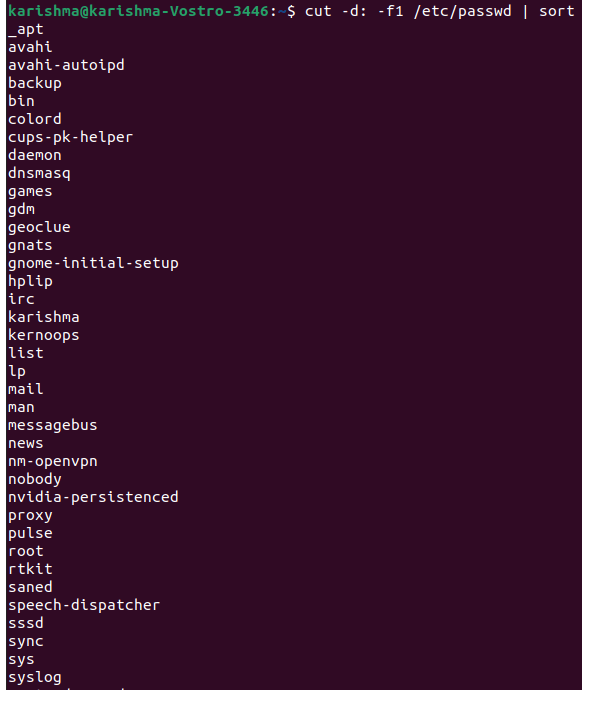 karishma@karishma-Vostro-3446:~$ cut -d: -f1 /etc/passwd | sort
_apt
avahi
avahi-autoipd
backup
bin
colord
cups-pk-helper
daemon
dnsmasq
games
gdm
geoclue
gnats
gnome-initial-setup
hplip
irc
karishma
kernoops
list
lp
mail
man
messagebus
news
nm-openvpn
nobody
nvidia-persistenced
proxy
pulse
root
rtkit
saned
speech-dispatcher
sssd
sync
sys
syslog